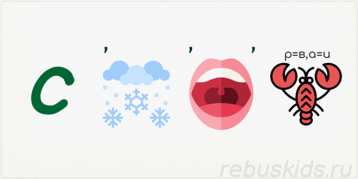 С , , ,
р=в,а=и
rebuskids.ru